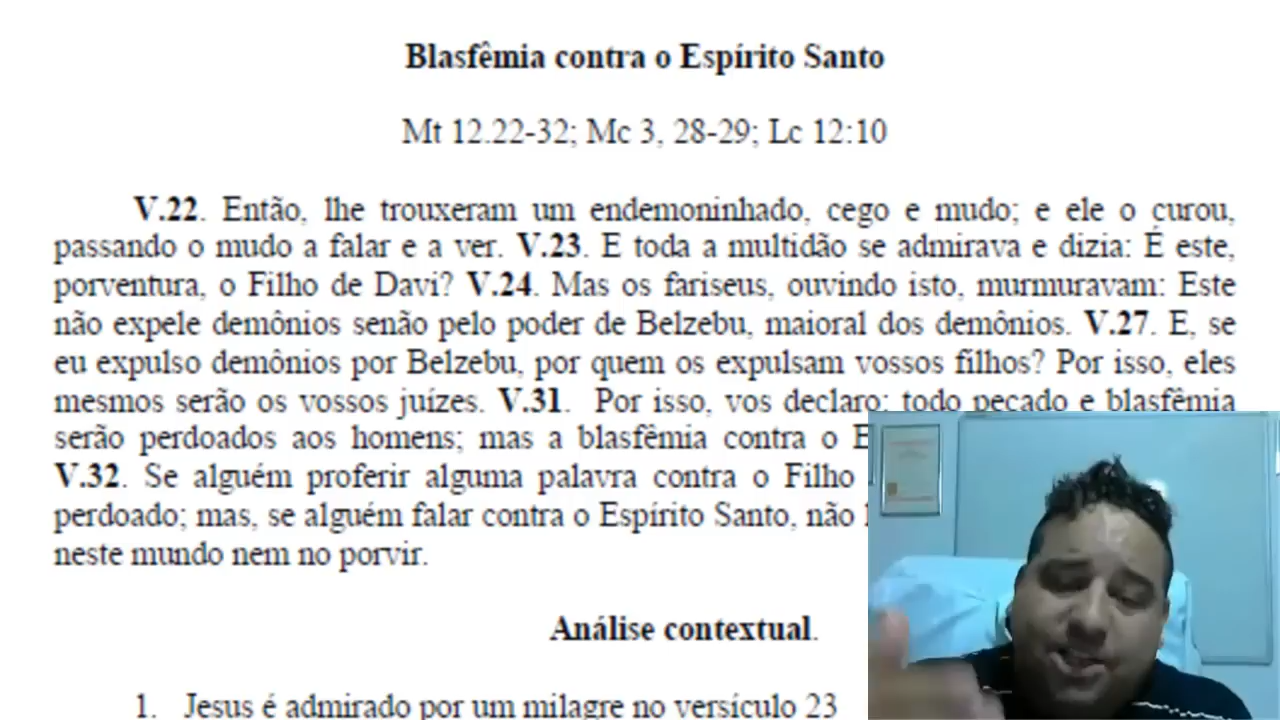 Blasfêmia contra o Espírito Santo
Mt 12.22-32; Mc 3, 28-29; Lc 12:10
V.22. Então, lhe trouxeram um endemoninhado, cego e mudo; e ele o curou,
passando o mudo a falar e a ver. V.23. E toda a multidão se admirava e dizia: É este,
porventura, o Filho de Davi? V.24. Mas os fariseus, ouvindo isto, murmuravam: Este
não expele demônios senão pelo poder de Belzebu, maioral dos demônios. V.27. E, se
eu expulso demônios por Belzebu, por quem os expulsam vossos filhos? Por isso, eles
mesmos serão os vossos juízes. V.31. Por isso, vos declaro: todo pecado e blasfêmia
serão perdoados aos homens; mas a blasfêmia contra o
V.32. Se alguém proferir alguma palavra contra o Filho
perdoado; mas, se alguém falar contra o Espírito Santo, não
neste mundo nem no porvir.
Análise contextual.
1. Jesus é admirado por um milagre no versículo 23